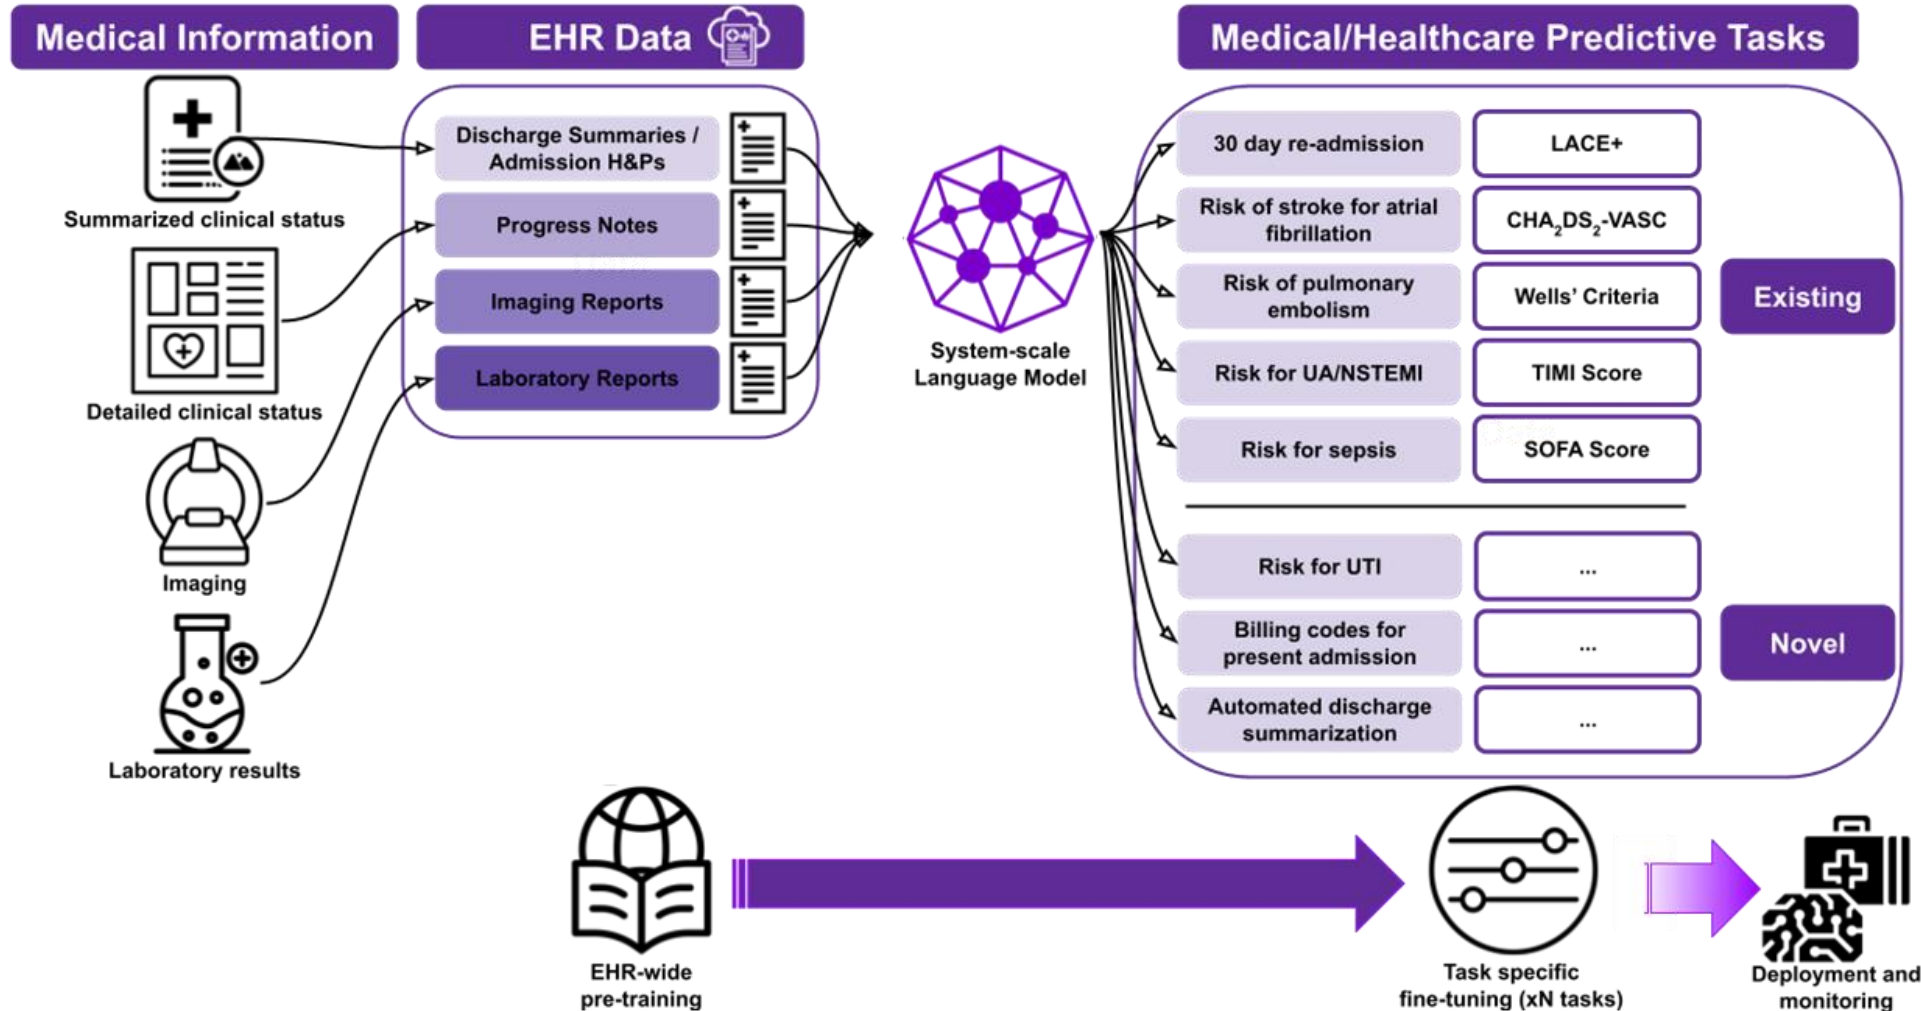 Medical Information
EHR Data
Medical/Healthcare Predictive Tasks
Summarized clinical status
Detailed clinical status
Imaging
Laboratory results
Discharge Summaries /
Admission H&Ps
Progress Notes
Imaging Reports
Laboratory Reports
System-scale
Language Model
30 day re-admission
LACE+
Risk of stroke for atrial
fibrillation
CHA₂DS₂-VASC
Risk of pulmonary
embolism
Wells’ Criteria
Risk for UA/NSTEMI
TIMI Score
Risk for sepsis
SOFA Score
Existing
Risk for UTI
...
Billing codes for
present admission
...
Automated discharge
summarization
...
Novel
EHR-wide
pre-training
Task specific
fine-tuning (xN tasks)
Deployment and
monitoring